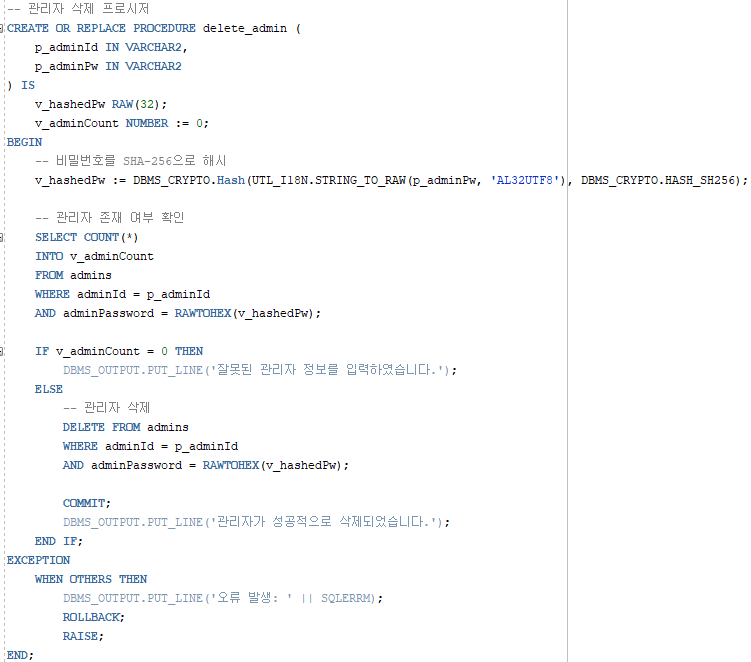 -- 관리자 삭제 프로시저
CREATE OR REPLACE PROCEDURE delete_admin (
    p_adminId IN VARCHAR2,
    p_adminPw IN VARCHAR2
) IS
    v_hashedPw RAW(32);
    v_adminCount NUMBER := 0;
BEGIN
    -- 비밀번호를 SHA-256으로 해시
    v_hashedPw := DBMS_CRYPTO.Hash(UTL_I18N.STRING_TO_RAW(p_adminPw, 'AL32UTF8'), DBMS_CRYPTO.HASH_SH256);

    -- 관리자 존재 여부 확인
    SELECT COUNT(*)
    INTO v_adminCount
    FROM admins
    WHERE adminId = p_adminId
    AND adminPassword = RAWTOHEX(v_hashedPw);

    IF v_adminCount = 0 THEN
        DBMS_OUTPUT.PUT_LINE('잘못된 관리자 정보를 입력하였습니다.');
    ELSE
        -- 관리자 삭제
        DELETE FROM admins
        WHERE adminId = p_adminId
        AND adminPassword = RAWTOHEX(v_hashedPw);

        COMMIT;
        DBMS_OUTPUT.PUT_LINE('관리자가 성공적으로 삭제되었습니다.');
    END IF;
EXCEPTION
    WHEN OTHERS THEN
        DBMS_OUTPUT.PUT_LINE('오류 발생: ' || SQLERRM);
        ROLLBACK;
        RAISE;
END;